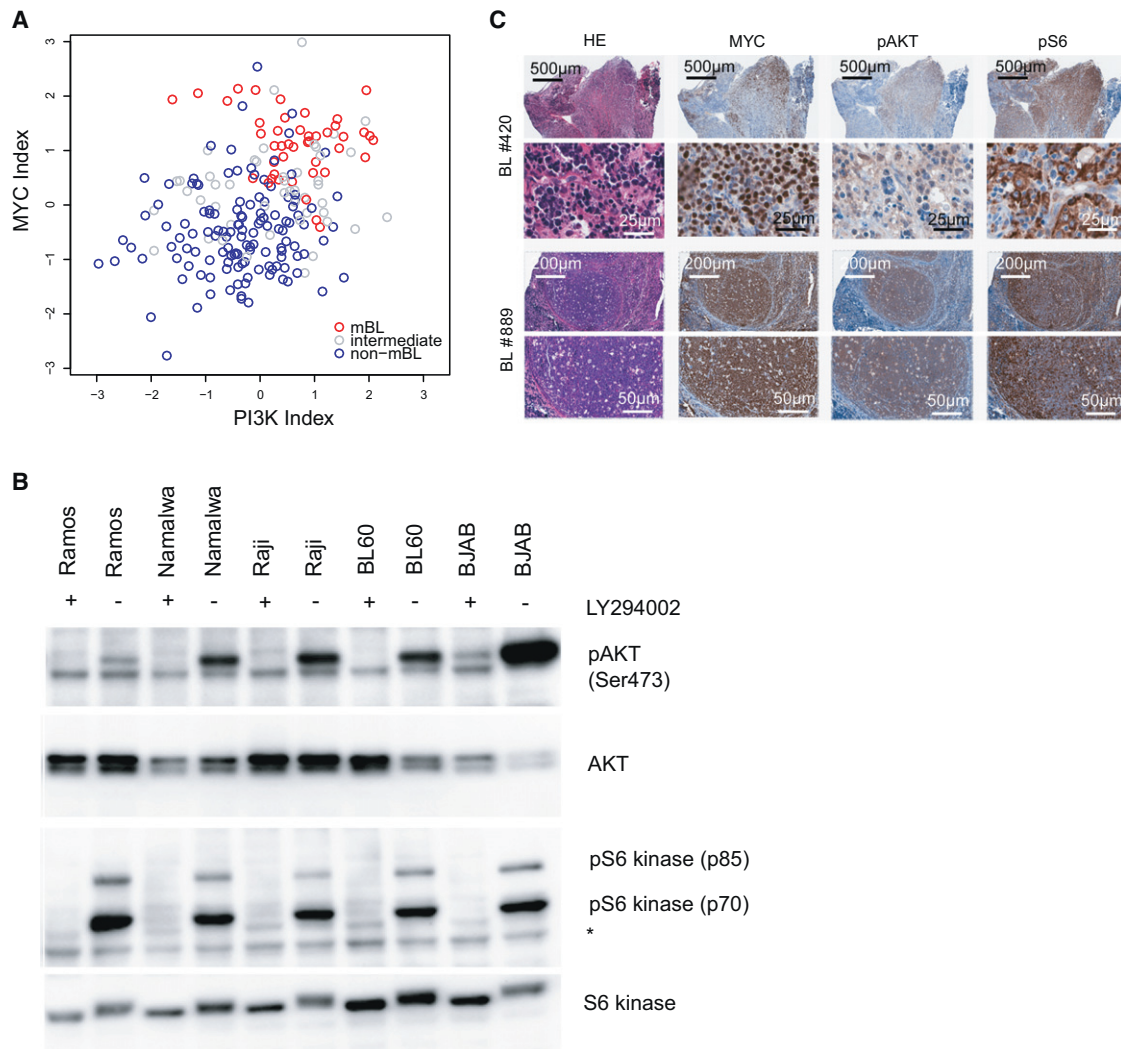 A
MYC Index
3
2
1
0
−1
−2
−3
−3 −2 −1 0 1 2 3
PI3K Index
mBL
intermediate
non−mBL
C
HE MYC pAKT pS6
BL #420
500µm 500µm 500µm 500µm
25µm 25µm 25µm 25µm
BL #889
200µm 200µm 200µm 200µm
50µm 50µm 50µm 50µm
B
Ramos Ramos Namalwa Namalwa Raji Raji BL60 BL60 BJAB BJAB
+ - + - + - + - + - LY294002
pAKT
(Ser473)
AKT
pS6 kinase (p85)
pS6 kinase (p70)
*
S6 kinase